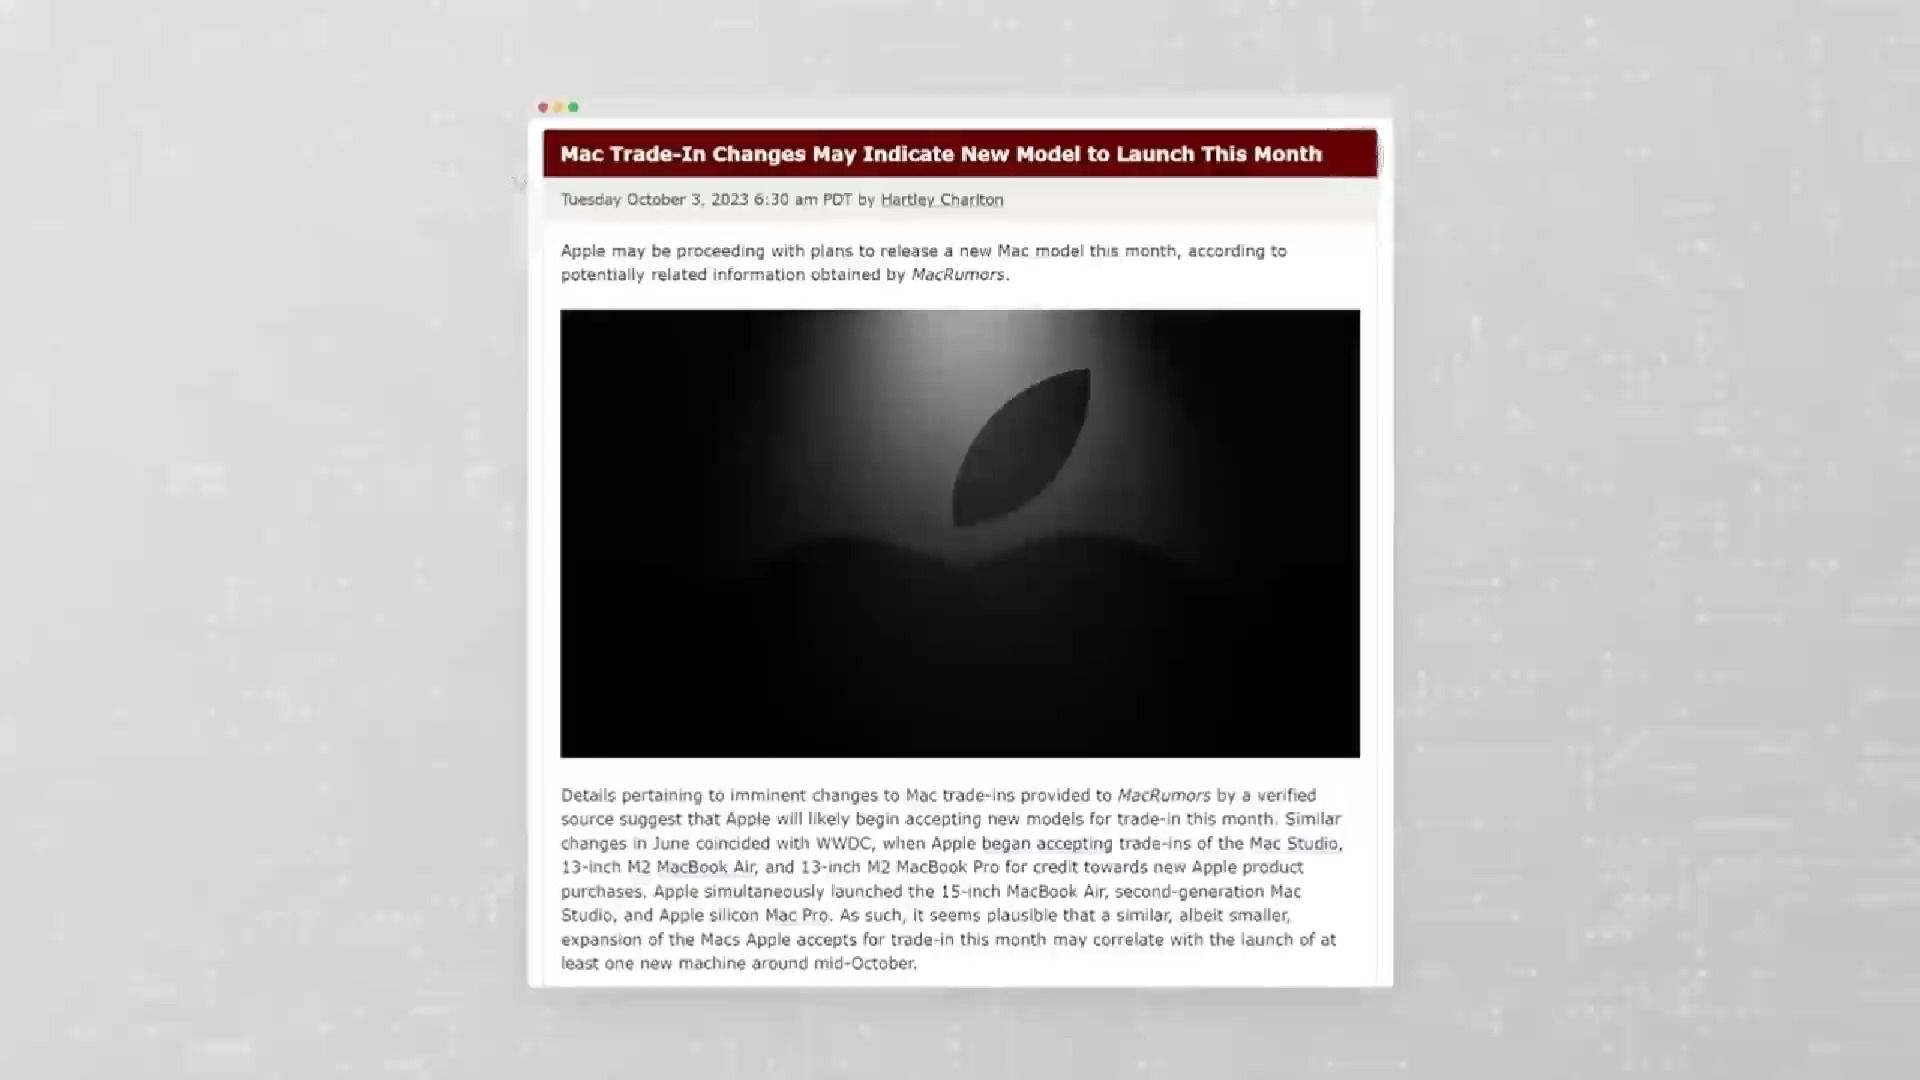 Mac Trade-In Changes May Indicate New Model to Launch This Month
Tuesday October 3, 2023 6:30 am PDT by Hartley Charlton
Apple may be proceeding with plans to release a new Mac model this month, according to
potentially related information obtained by MacRumors.
Details pertaining to imminent changes to Mac trade-ins provided to MacRumors by a verified
source suggest that Apple will likely begin accepting new models for trade-in this month. Similar
changes in June coincided with WWDC, when Apple began accepting trade-ins of the Mac Studio,
13-inch M2 MacBook Air, and 13-inch M2 MacBook Pro for credit towards new Apple product
purchases. Apple simultaneously launched the 15-inch MacBook Air, second-generation Mac
Studio, and Apple silicon Mac Pro. As such, it seems plausible that a similar, albeit smaller,
expansion of the Macs Apple accepts for trade-in this month may correlate with the launch of at
least one new machine around mid-October.